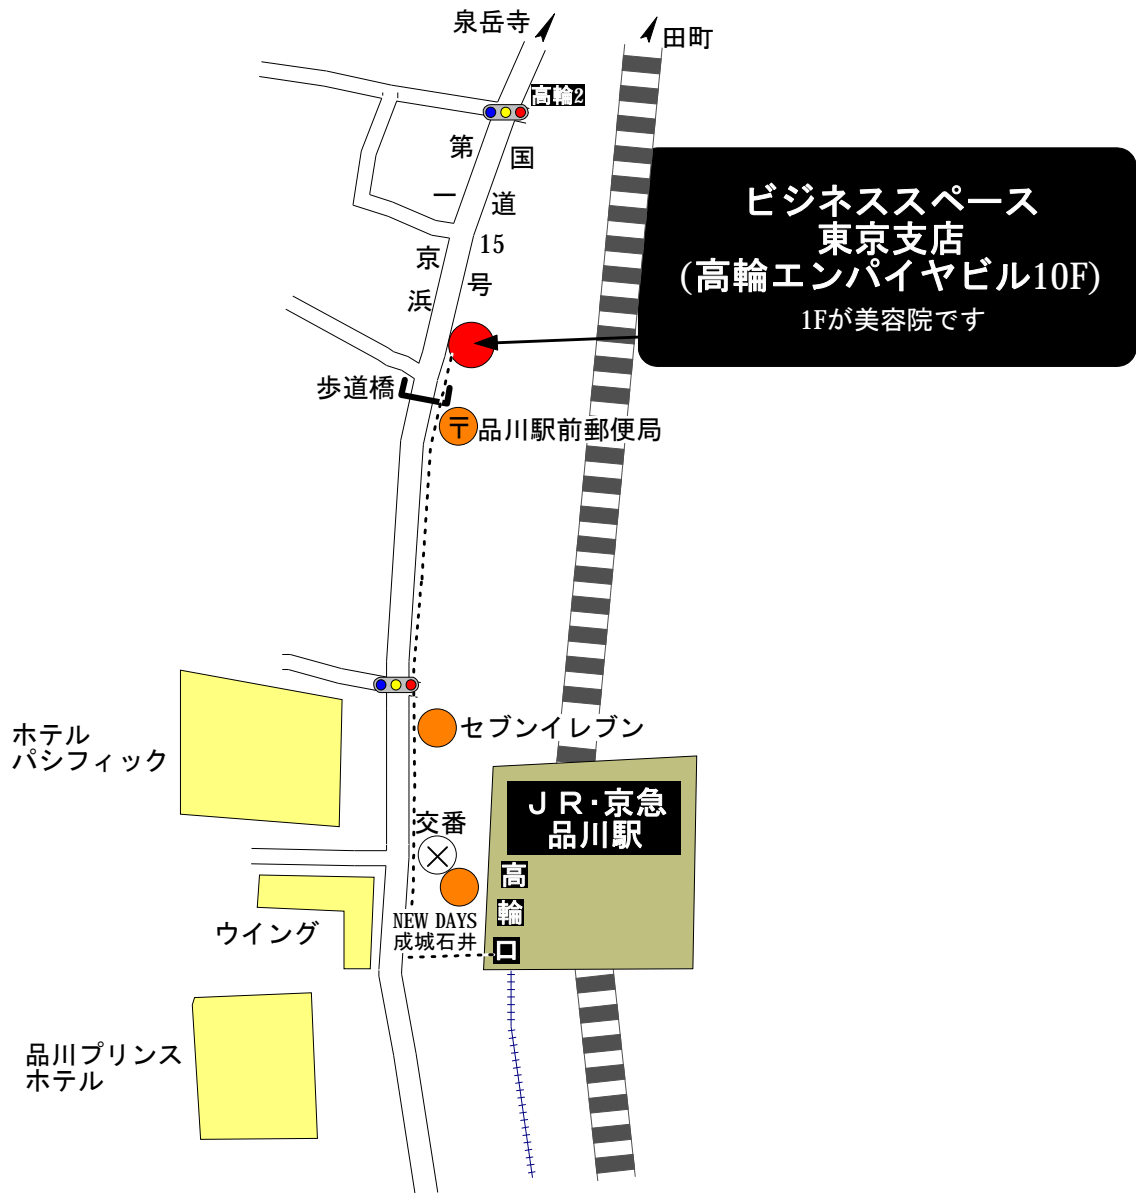 泉岳寺
田町
高輪2
第一京浜
国道15号
ビジネススペース
東京支店
(高輪エンパイヤビル10F)
1Fが美容院です
歩道橋
〒
品川駅前郵便局
セブンイレブン
ホテル
パシフィック
JR・京急
品川駅
高輪口
交番
NEW DAYS
成城石井
ウイング
品川プリンス
ホテル